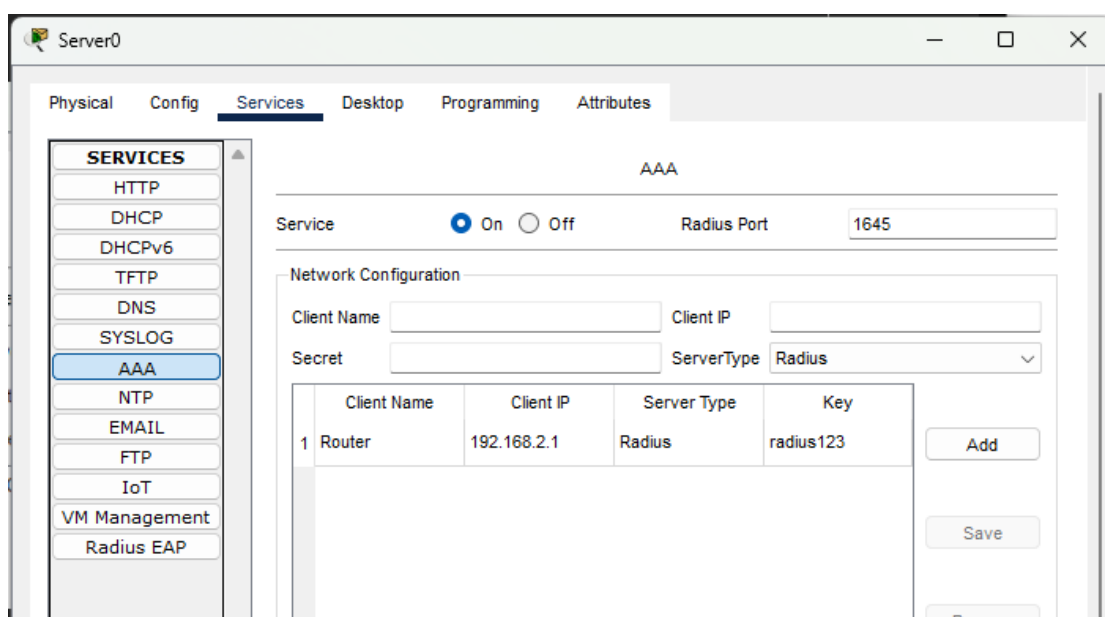 Server0
Physical Config Services Desktop Programming Attributes
SERVICES
HTTP
DHCP
DHCPv6
TFTP
DNS
SYSLOG
AAA
NTP
EMAIL
FTP
IoT
VM Management
Radius EAP
AAA
Service On Off Radius Port 1645
Network Configuration
Client Name Client IP
Secret ServerType Radius
Client Name Client IP Server Type Key
1 Router 192.168.2.1 Radius radius123
Add
Save